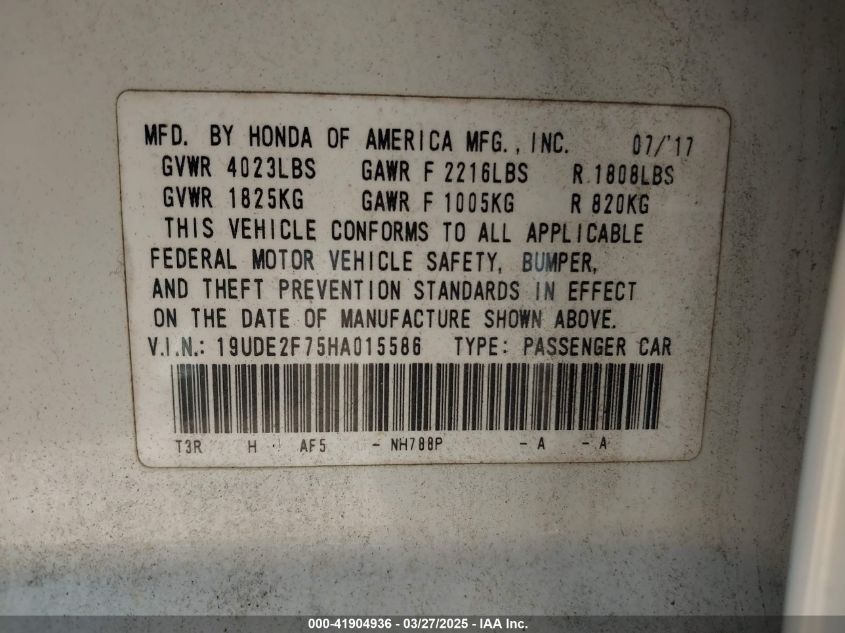 MFD. BY HONDA OF AMERICA MFG., INC. 07/'17
GVWR 4023LBS GAWR F 2216LBS R 1808LBS
GVWR 1825KG GAWR F 1005KG R 820KG
THIS VEHICLE CONFORMS TO ALL APPLICABLE
FEDERAL MOTOR VEHICLE SAFETY, BUMPER,
AND THEFT PREVENTION STANDARDS IN EFFECT
ON THE DATE OF MANUFACTURE SHOWN ABOVE.
V.I.N.: 19UDE2F75HA015586 TYPE: PASSENGER CAR
T3R H AF5 - NH788P - A - A
000-41904936 - 03/27/2025 - IAA Inc.